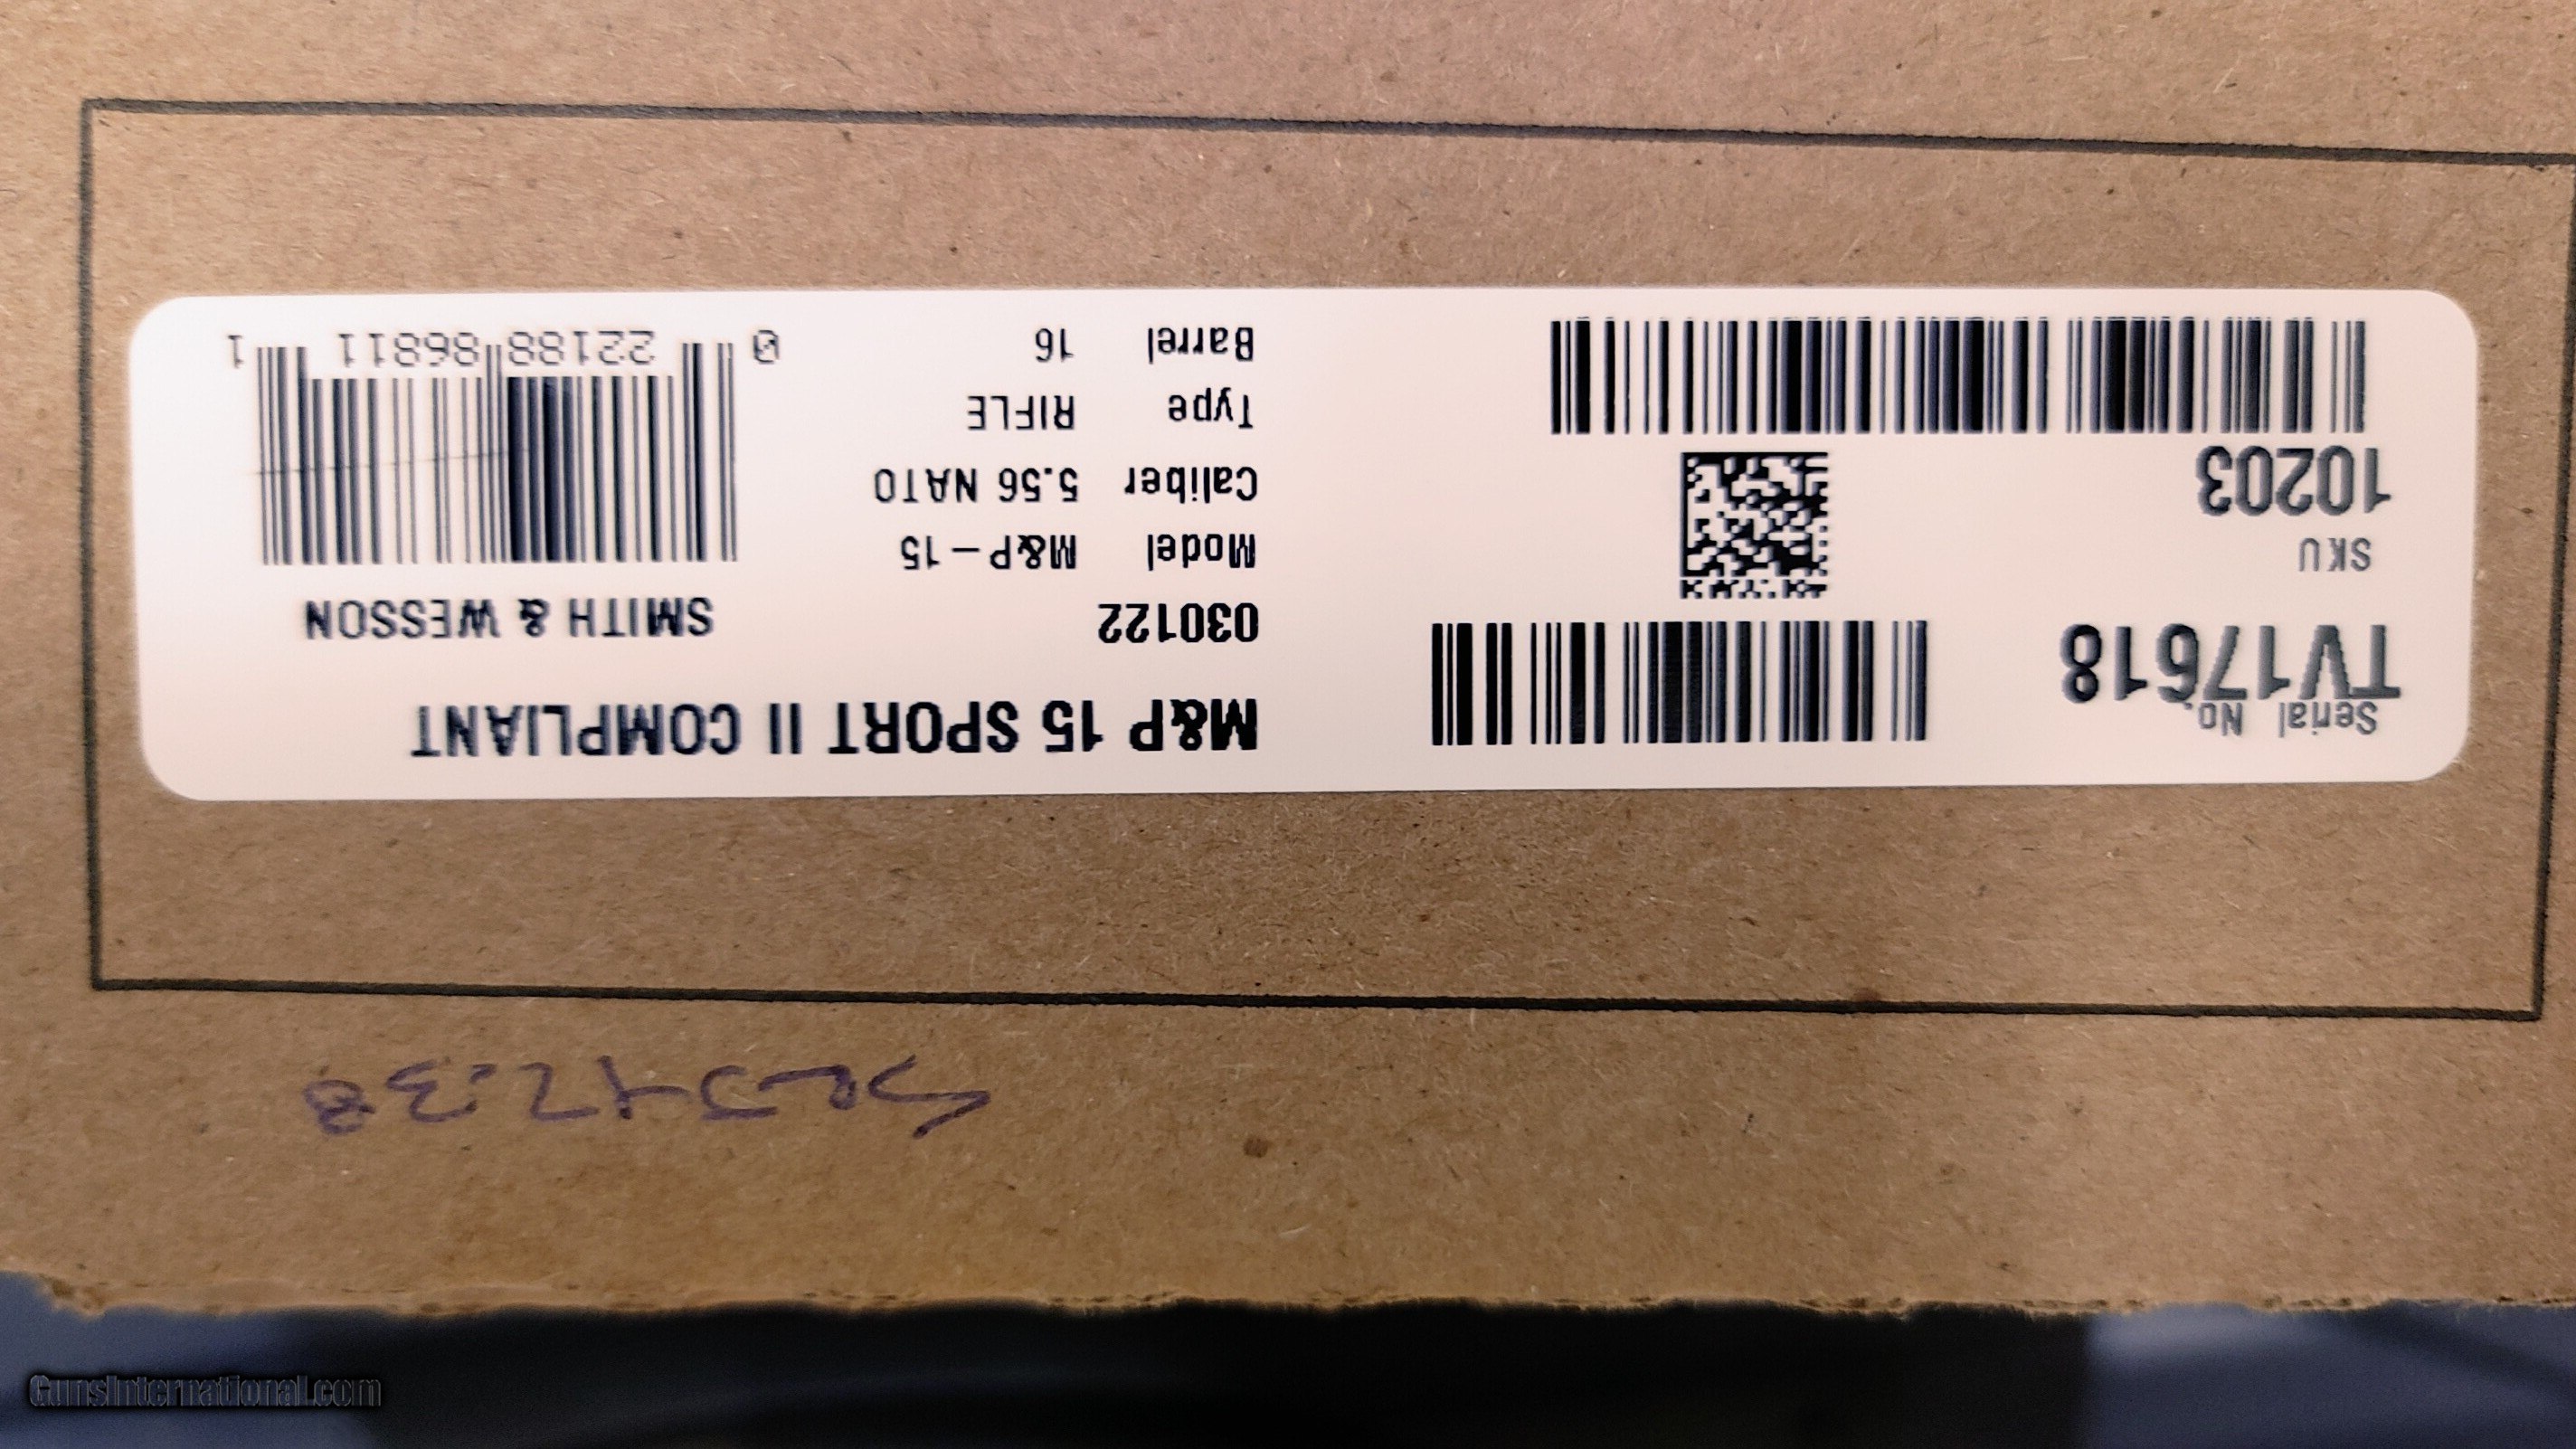 Serial No.
TV17618
SKU
10203
M&P 15 SPORT II COMPLIANT
030122
Model M&P-15
Caliber 5.56 NATO
Type RIFLE
Barrel 16
SMITH & WESSON
0 22188 86811 1
GunsInternational.com